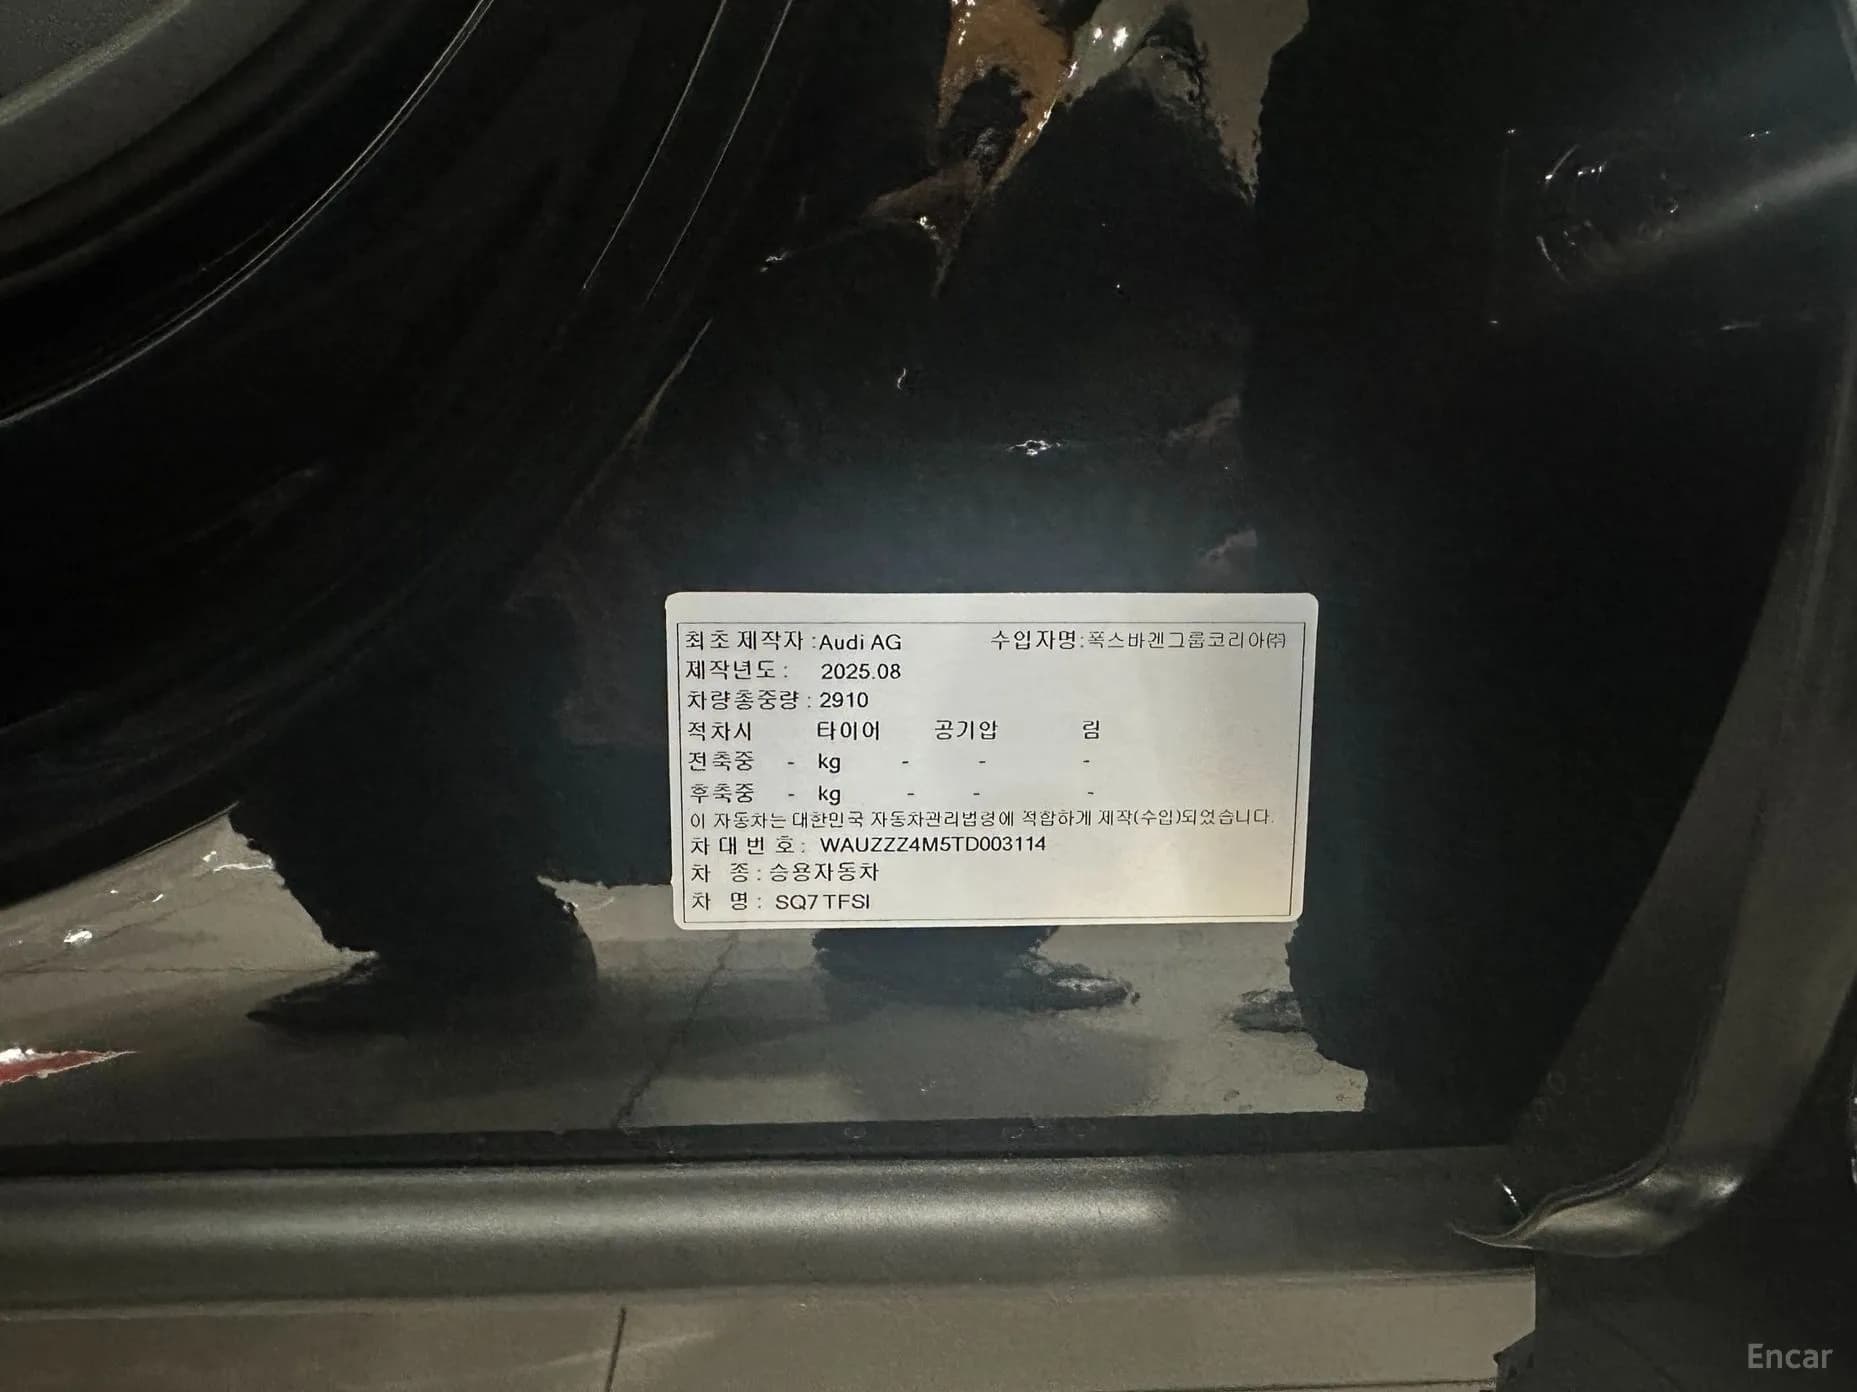 최초 제작자 : Audi AG 수입자명: 폭스바겐그룹코리아㈜
제작년도 : 2025.08
차량총중량 : 2910
적차시 타이어 공기압 림
전축중 - kg - - -
후축중 - kg - - -
이 자동차는 대한민국 자동차관리법령에 적합하게 제작(수입)되었습니다.
차 대 번 호 : WAUZZZ4M5TD003114
차 종 : 승용자동차
차 명 : SQ7 TFSI
Encar